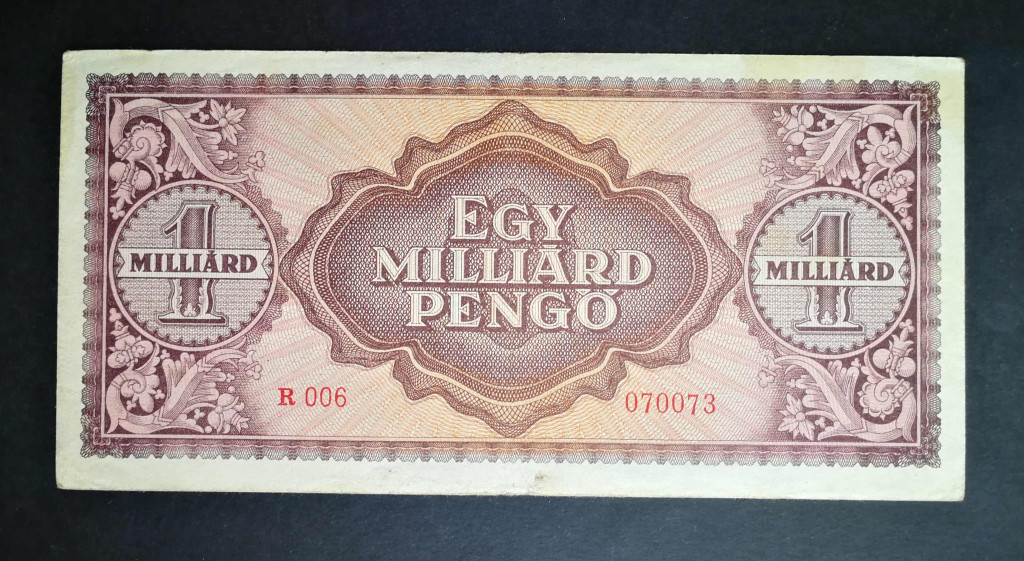 EGY
MILLIÁRD
PENGŐ
1
MILLIÁRD
1
MILLIÁRD
R 006
070073